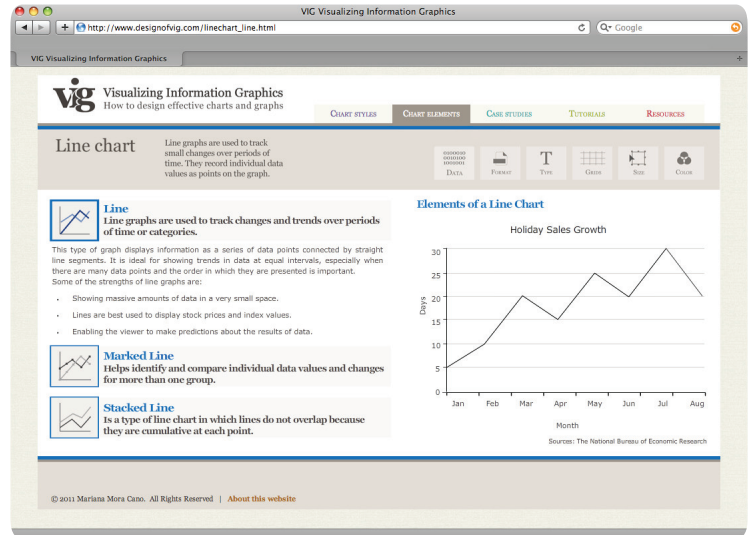 VIG Visualizing Information Graphics
http://www.designofvig.com/linechart_line.html
Google
VIG Visualizing Information Graphics
vig
Visualizing Information Graphics
How to design effective charts and graphs
CHART STYLES
CHART ELEMENTS
CASE STUDIES
TUTORIALS
RESOURCES
Line chart
Line graphs are used to track
small changes over periods of
time. They record individual data
values as points on the graph.
DATA
FORMAT
T
TYPE
GRIDS
SIZE
COLOR
Line
Line graphs are used to track changes and trends over periods
of time or categories.
This type of graph displays information as a series of data points connected by straight
line segments. It is ideal for showing trends in data at equal intervals, especially when
there are many data points and the order in which they are presented is important.
Some of the strengths of line graphs are:
• Showing massive amounts of data in a very small space.
• Lines are best used to display stock prices and index values.
• Enabling the viewer to make predictions about the results of data.
Marked Line
Helps identify and compare individual data values and changes
for more than one group.
Stacked Line
Is a type of line chart in which lines do not overlap because
they are cumulative at each point.
Elements of a Line Chart
Holiday Sales Growth
30
25
20
15
10
5
0
Days
Jan Feb Mar Apr May Jun Jul Aug
Month
Sources: The National Bureau of Economic Research
© 2011 Mariana Mora Cano. All Rights Reserved | About this website